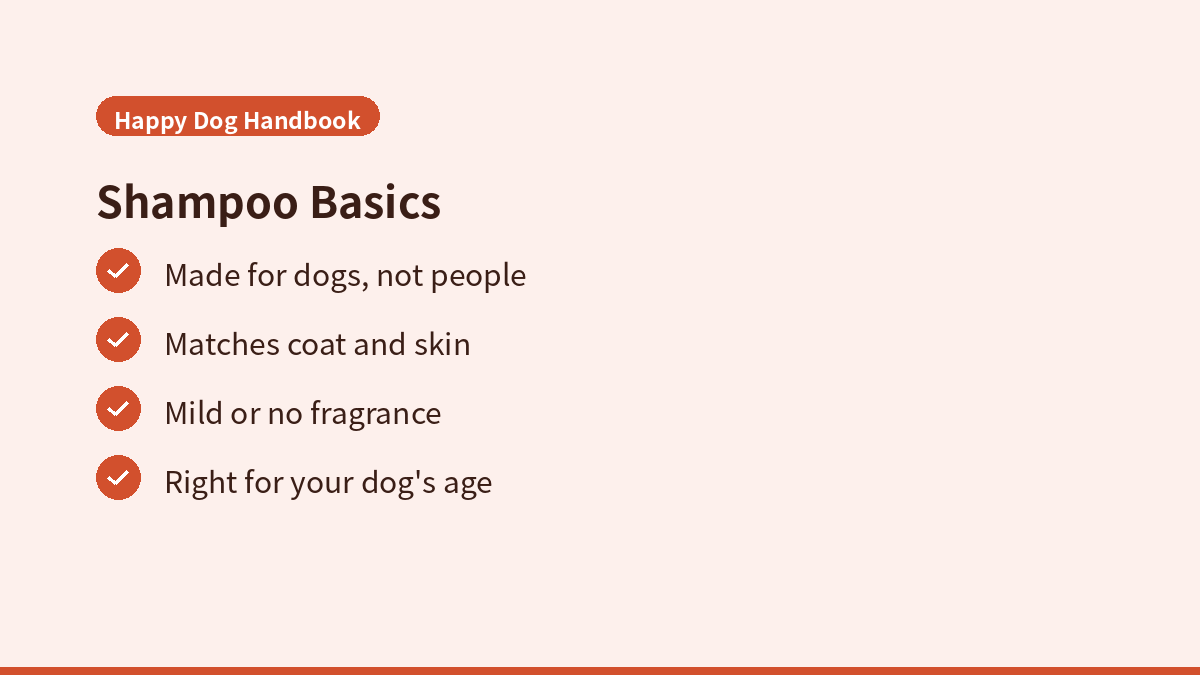 Happy Dog Handbook
Shampoo Basics
Made for dogs, not people
Matches coat and skin
Mild or no fragrance
Right for your dog's age